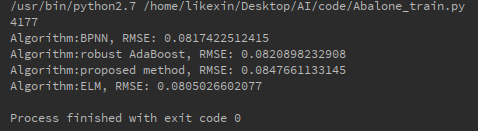 /usr/bin/python2.7 /home/likexin/Desktop/AI/code/Abalone_train.py
4177
Algorithm:BPNN, RMSE: 0.0817422512415
Algorithm:robust AdaBoost, RMSE: 0.0820898232908
Algorithm:proposed method, RMSE: 0.0847661133145
Algorithm:ELM, RMSE: 0.0805026602077
Process finished with exit code 0